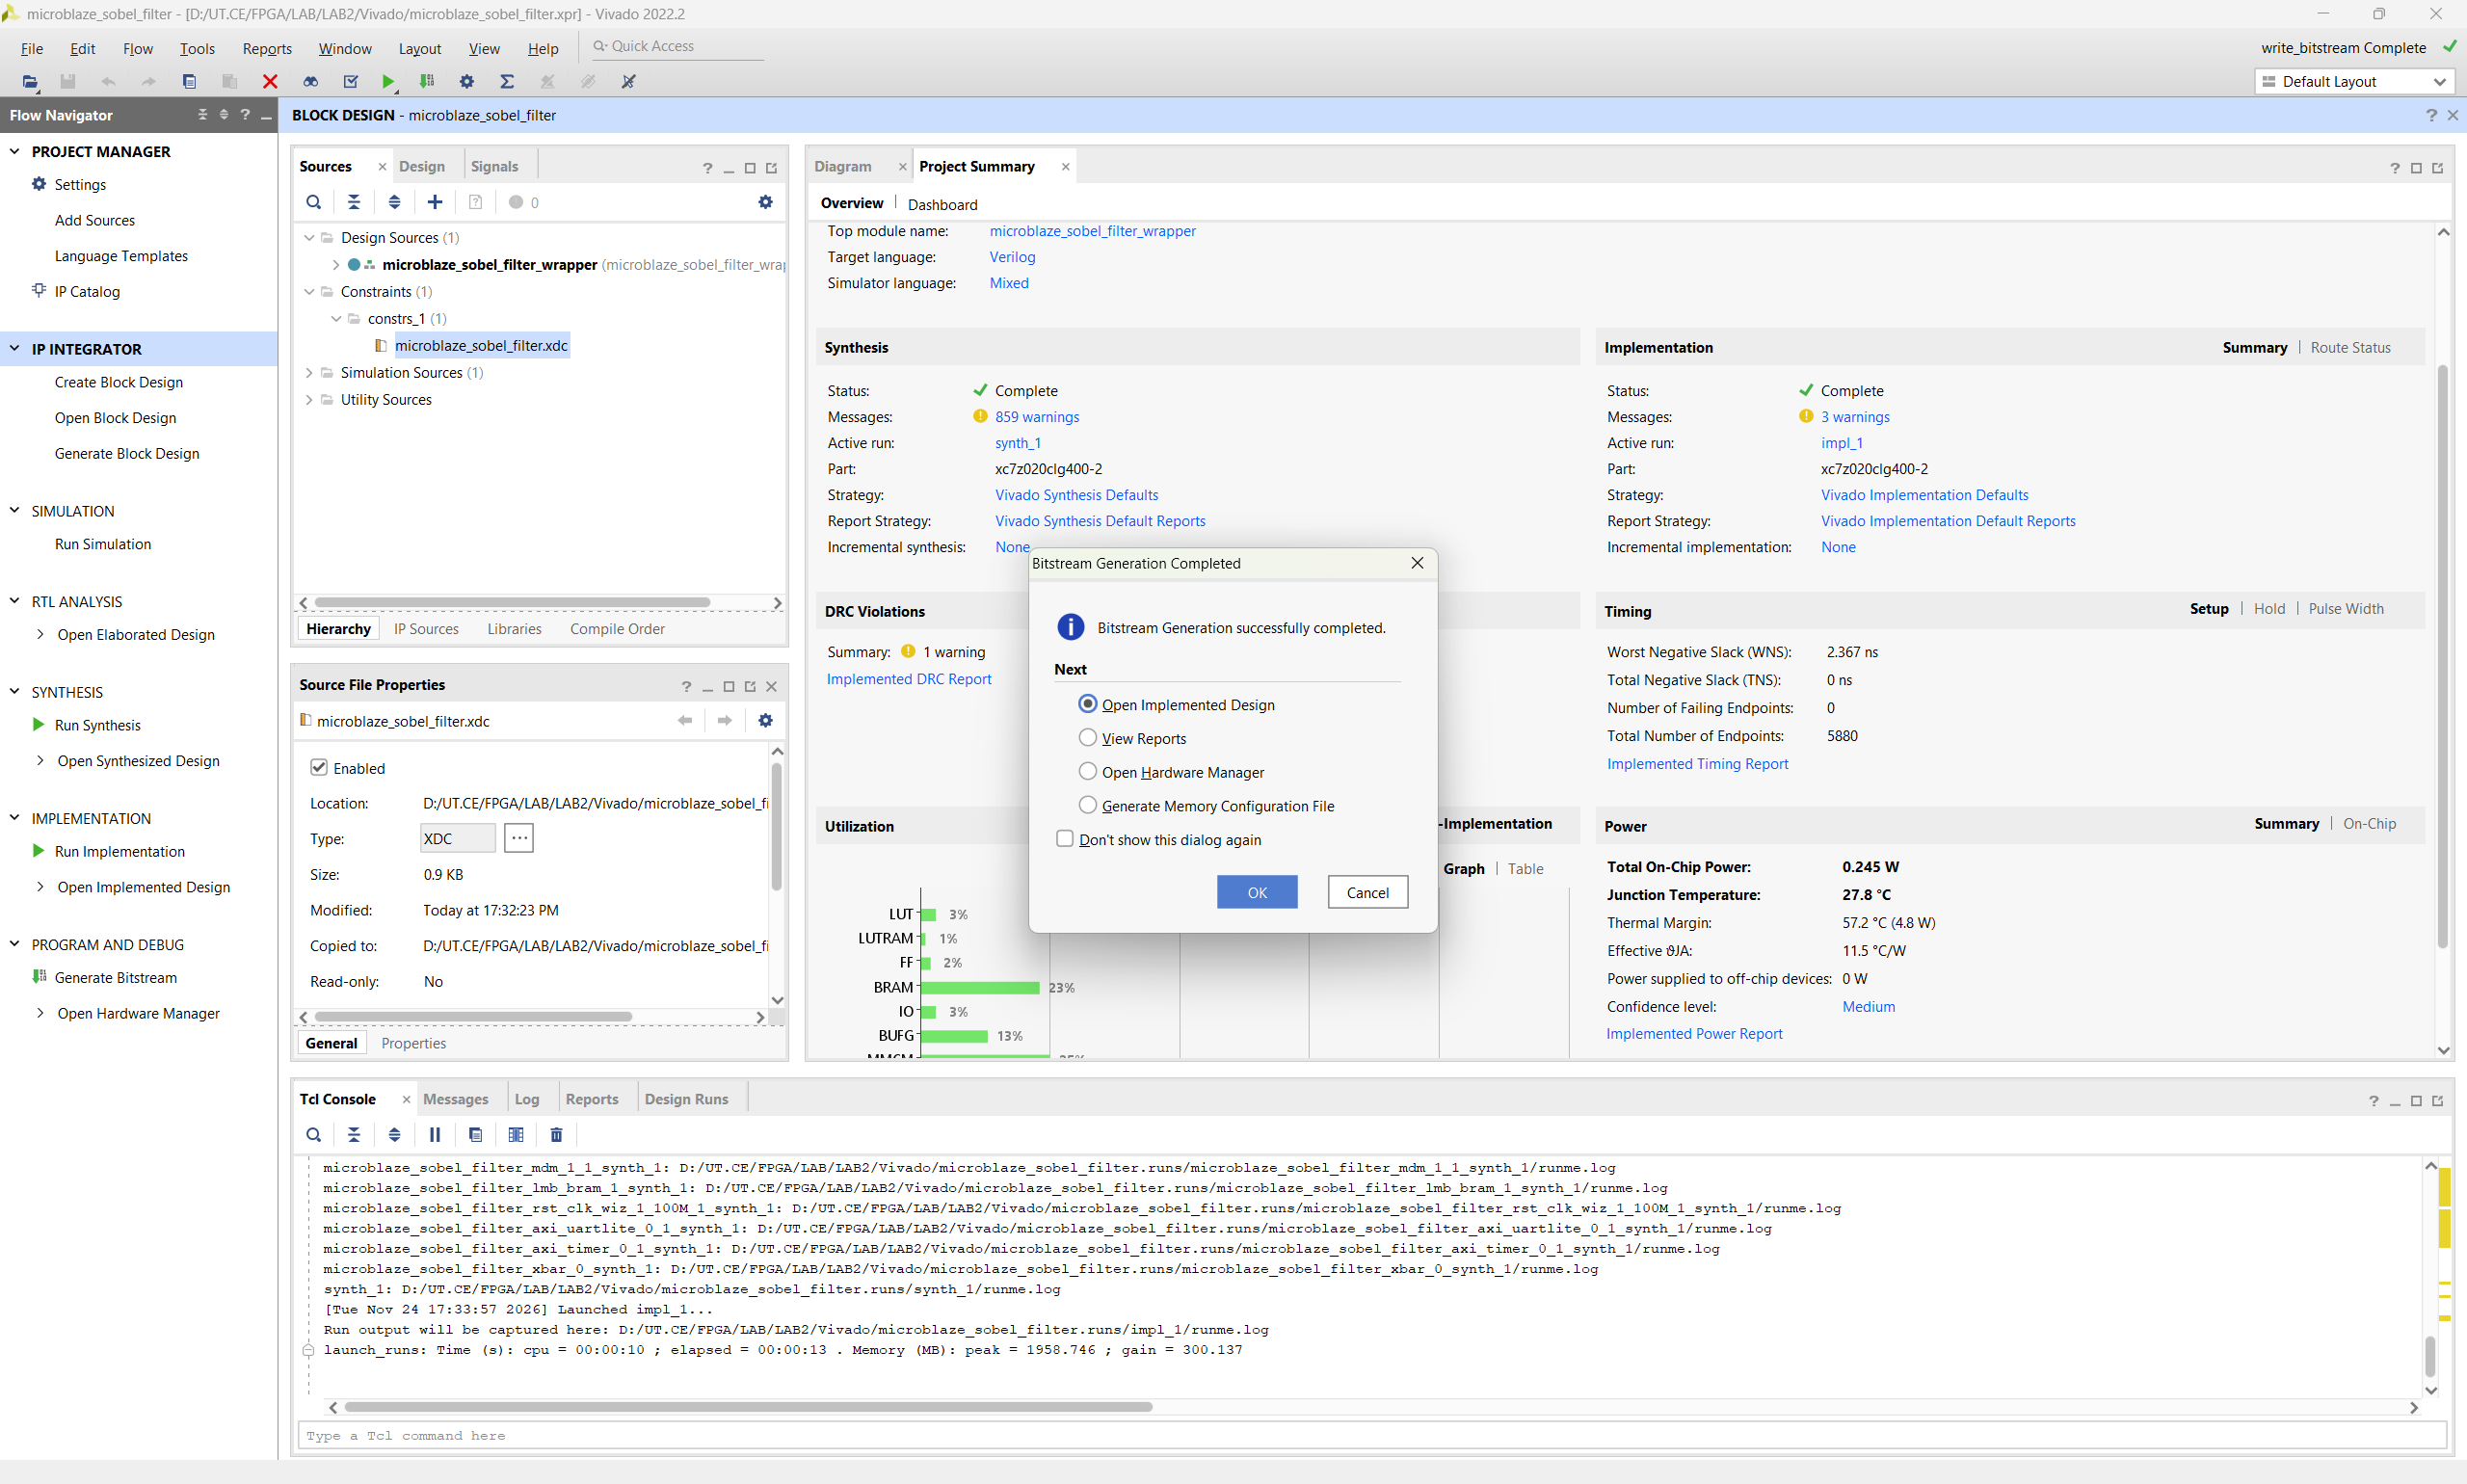 microblaze_sobel_filter - [D:/UT.CE/FPGA/LAB/LAB2/Vivado/microblaze_sobel_filter.xpr] - Vivado 2022.2
File Edit Flow Tools Reports Window Layout View Help Quick Access
write_bitstream Complete
Default Layout
Flow Navigator
PROJECT MANAGER
Settings
Add Sources
Language Templates
IP Catalog
IP INTEGRATOR
Create Block Design
Open Block Design
Generate Block Design
SIMULATION
Run Simulation
RTL ANALYSIS
Open Elaborated Design
SYNTHESIS
Run Synthesis
Open Synthesized Design
IMPLEMENTATION
Run Implementation
Open Implemented Design
PROGRAM AND DEBUG
Generate Bitstream
Open Hardware Manager
BLOCK DESIGN - microblaze_sobel_filter
Sources Design Signals
0
Design Sources (1)
microblaze_sobel_filter_wrapper (microblaze_sobel_filter_wrap
Constraints (1)
constrs_1 (1)
microblaze_sobel_filter.xdc
Simulation Sources (1)
Utility Sources
Hierarchy IP Sources Libraries Compile Order
Source File Properties
microblaze_sobel_filter.xdc
Enabled
Location: D:/UT.CE/FPGA/LAB/LAB2/Vivado/microblaze_sobel_fi
Type: XDC ...
Size: 0.9 KB
Modified: Today at 17:32:23 PM
Copied to: D:/UT.CE/FPGA/LAB/LAB2/Vivado/microblaze_sobel_fi
Read-only: No
General Properties
Diagram Project Summary
Overview Dashboard
Top module name: microblaze_sobel_filter_wrapper
Target language: Verilog
Simulator language: Mixed
Synthesis
Status: Complete
Messages: 859 warnings
Active run: synth_1
Part: xc7z020clg400-2
Strategy: Vivado Synthesis Defaults
Report Strategy: Vivado Synthesis Default Reports
Incremental synthesis: None
Implementation Summary Route Status
Status: Complete
Messages: 3 warnings
Active run: impl_1
Part: xc7z020clg400-2
Strategy: Vivado Implementation Defaults
Report Strategy: Vivado Implementation Default Reports
Incremental implementation: None
DRC Violations
Summary: 1 warning
Implemented DRC Report
Timing Setup Hold Pulse Width
Worst Negative Slack (WNS): 2.367 ns
Total Negative Slack (TNS): 0 ns
Number of Failing Endpoints: 0
Total Number of Endpoints: 5880
Implemented Timing Report
Utilization -Implementation
Graph Table
LUT 3%
LUTRAM 1%
FF 2%
BRAM 23%
IO 3%
BUFG 13%
MMCM 25%
Power Summary On-Chip
Total On-Chip Power: 0.245 W
Junction Temperature: 27.8 °C
Thermal Margin: 57.2 °C (4.8 W)
Effective ϑJA: 11.5 °C/W
Power supplied to off-chip devices: 0 W
Confidence level: Medium
Implemented Power Report
Bitstream Generation Completed
Bitstream Generation successfully completed.
Next
Open Implemented Design
View Reports
Open Hardware Manager
Generate Memory Configuration File
Don't show this dialog again
OK Cancel
Tcl Console Messages Log Reports Design Runs
microblaze_sobel_filter_mdm_1_1_synth_1: D:/UT.CE/FPGA/LAB/LAB2/Vivado/microblaze_sobel_filter.runs/microblaze_sobel_filter_mdm_1_1_synth_1/runme.log
microblaze_sobel_filter_lmb_bram_1_synth_1: D:/UT.CE/FPGA/LAB/LAB2/Vivado/microblaze_sobel_filter.runs/microblaze_sobel_filter_lmb_bram_1_synth_1/runme.log
microblaze_sobel_filter_rst_clk_wiz_1_100M_1_synth_1: D:/UT.CE/FPGA/LAB/LAB2/Vivado/microblaze_sobel_filter.runs/microblaze_sobel_filter_rst_clk_wiz_1_100M_1_synth_1/runme.log
microblaze_sobel_filter_axi_uartlite_0_1_synth_1: D:/UT.CE/FPGA/LAB/LAB2/Vivado/microblaze_sobel_filter.runs/microblaze_sobel_filter_axi_uartlite_0_1_synth_1/runme.log
microblaze_sobel_filter_axi_timer_0_1_synth_1: D:/UT.CE/FPGA/LAB/LAB2/Vivado/microblaze_sobel_filter.runs/microblaze_sobel_filter_axi_timer_0_1_synth_1/runme.log
microblaze_sobel_filter_xbar_0_synth_1: D:/UT.CE/FPGA/LAB/LAB2/Vivado/microblaze_sobel_filter.runs/microblaze_sobel_filter_xbar_0_synth_1/runme.log
synth_1: D:/UT.CE/FPGA/LAB/LAB2/Vivado/microblaze_sobel_filter.runs/synth_1/runme.log
[Tue Nov 24 17:33:57 2026] Launched impl_1...
Run output will be captured here: D:/UT.CE/FPGA/LAB/LAB2/Vivado/microblaze_sobel_filter.runs/impl_1/runme.log
launch_runs: Time (s): cpu = 00:00:10 ; elapsed = 00:00:13 . Memory (MB): peak = 1958.746 ; gain = 300.137
Type a Tcl command here